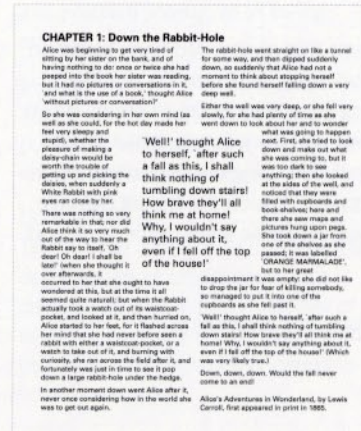 CHAPTER 1: Down the Rabbit-Hole
Alice was beginning to get very tired of
sitting by her sister on the bank, and of
having nothing to do: once or twice she had
peeped into the book her sister was reading,
but it had no pictures or conversations in it,
'and what is the use of a book,' thought Alice
'without pictures or conversation?'
So she was considering in her own mind (as
well as she could, for the hot day made her
feel very sleepy and
stupid), whether the
pleasure of making a
daisy-chain would be
worth the trouble of
getting up and picking the
daisies, when suddenly a
White Rabbit with pink
eyes ran close by her.
There was nothing so very
remarkable in that; nor did
Alice think it so very much
out of the way to hear the
Rabbit say to itself, 'Oh
dear! Oh dear! I shall be
late!' (when she thought it
over afterwards, it
occurred to her that she ought to have
wondered at this, but at the time it all
seemed quite natural); but when the Rabbit
actually took a watch out of its waistcoat-
pocket, and looked at it, and then hurried on,
Alice started to her feet, for it flashed across
her mind that she had never before seen a
rabbit with either a waistcoat-pocket, or a
watch to take out of it, and burning with
curiosity, she ran across the field after it, and
fortunately was just in time to see it pop
down a large rabbit-hole under the hedge.
In another moment down went Alice after it,
never once considering how in the world she
was to get out again.
'Well!' thought Alice
to herself, 'after such
a fall as this, I shall
think nothing of
tumbling down stairs!
How brave they'll all
think me at home!
Why, I wouldn't say
anything about it,
even if I fell off the top
of the house!'
The rabbit-hole went straight on like a tunnel
for some way, and then dipped suddenly
down, so suddenly that Alice had not a
moment to think about stopping herself
before she found herself falling down a very
deep well.
Either the well was very deep, or she fell very
slowly, for she had plenty of time as she
went down to look about her and to wonder
what was going to happen
next. First, she tried to look
down and make out what
she was coming to, but it
was too dark to see
anything; then she looked
at the sides of the well, and
noticed that they were
filled with cupboards and
book-shelves; here and
there she saw maps and
pictures hung upon pegs.
She took down a jar from
one of the shelves as she
passed; it was labelled
'ORANGE MARMALADE',
but to her great
disappointment it was empty: she did not like
to drop the jar for fear of killing somebody,
so managed to put it into one of the
cupboards as she fell past it.
'Well!' thought Alice to herself, 'after such a
fall as this, I shall think nothing of tumbling
down stairs! How brave they'll all think me at
home! Why, I wouldn't say anything about it,
even if I fell off the top of the house!' (Which
was very likely true.)
Down, down, down. Would the fall never
come to an end!
Alice's Adventures in Wonderland, by Lewis
Carroll, first appeared in print in 1865.